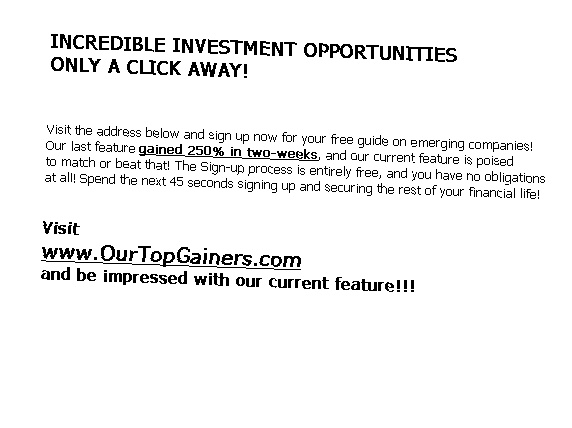 INCREDIBLE INVESTMENT OPPORTUNITIES
ONLY A CLICK AWAY!
Visit the address below and sign up now for your free guide on emerging companies!
Our last feature gained 250% in two-weeks, and our current feature is poised
to match or beat that! The Sign-up process is entirely free, and you have no obligations
at all! Spend the next 45 seconds signing up and securing the rest of your financial life!
Visit
www.OurTopGainers.com
and be impressed with our current feature!!!